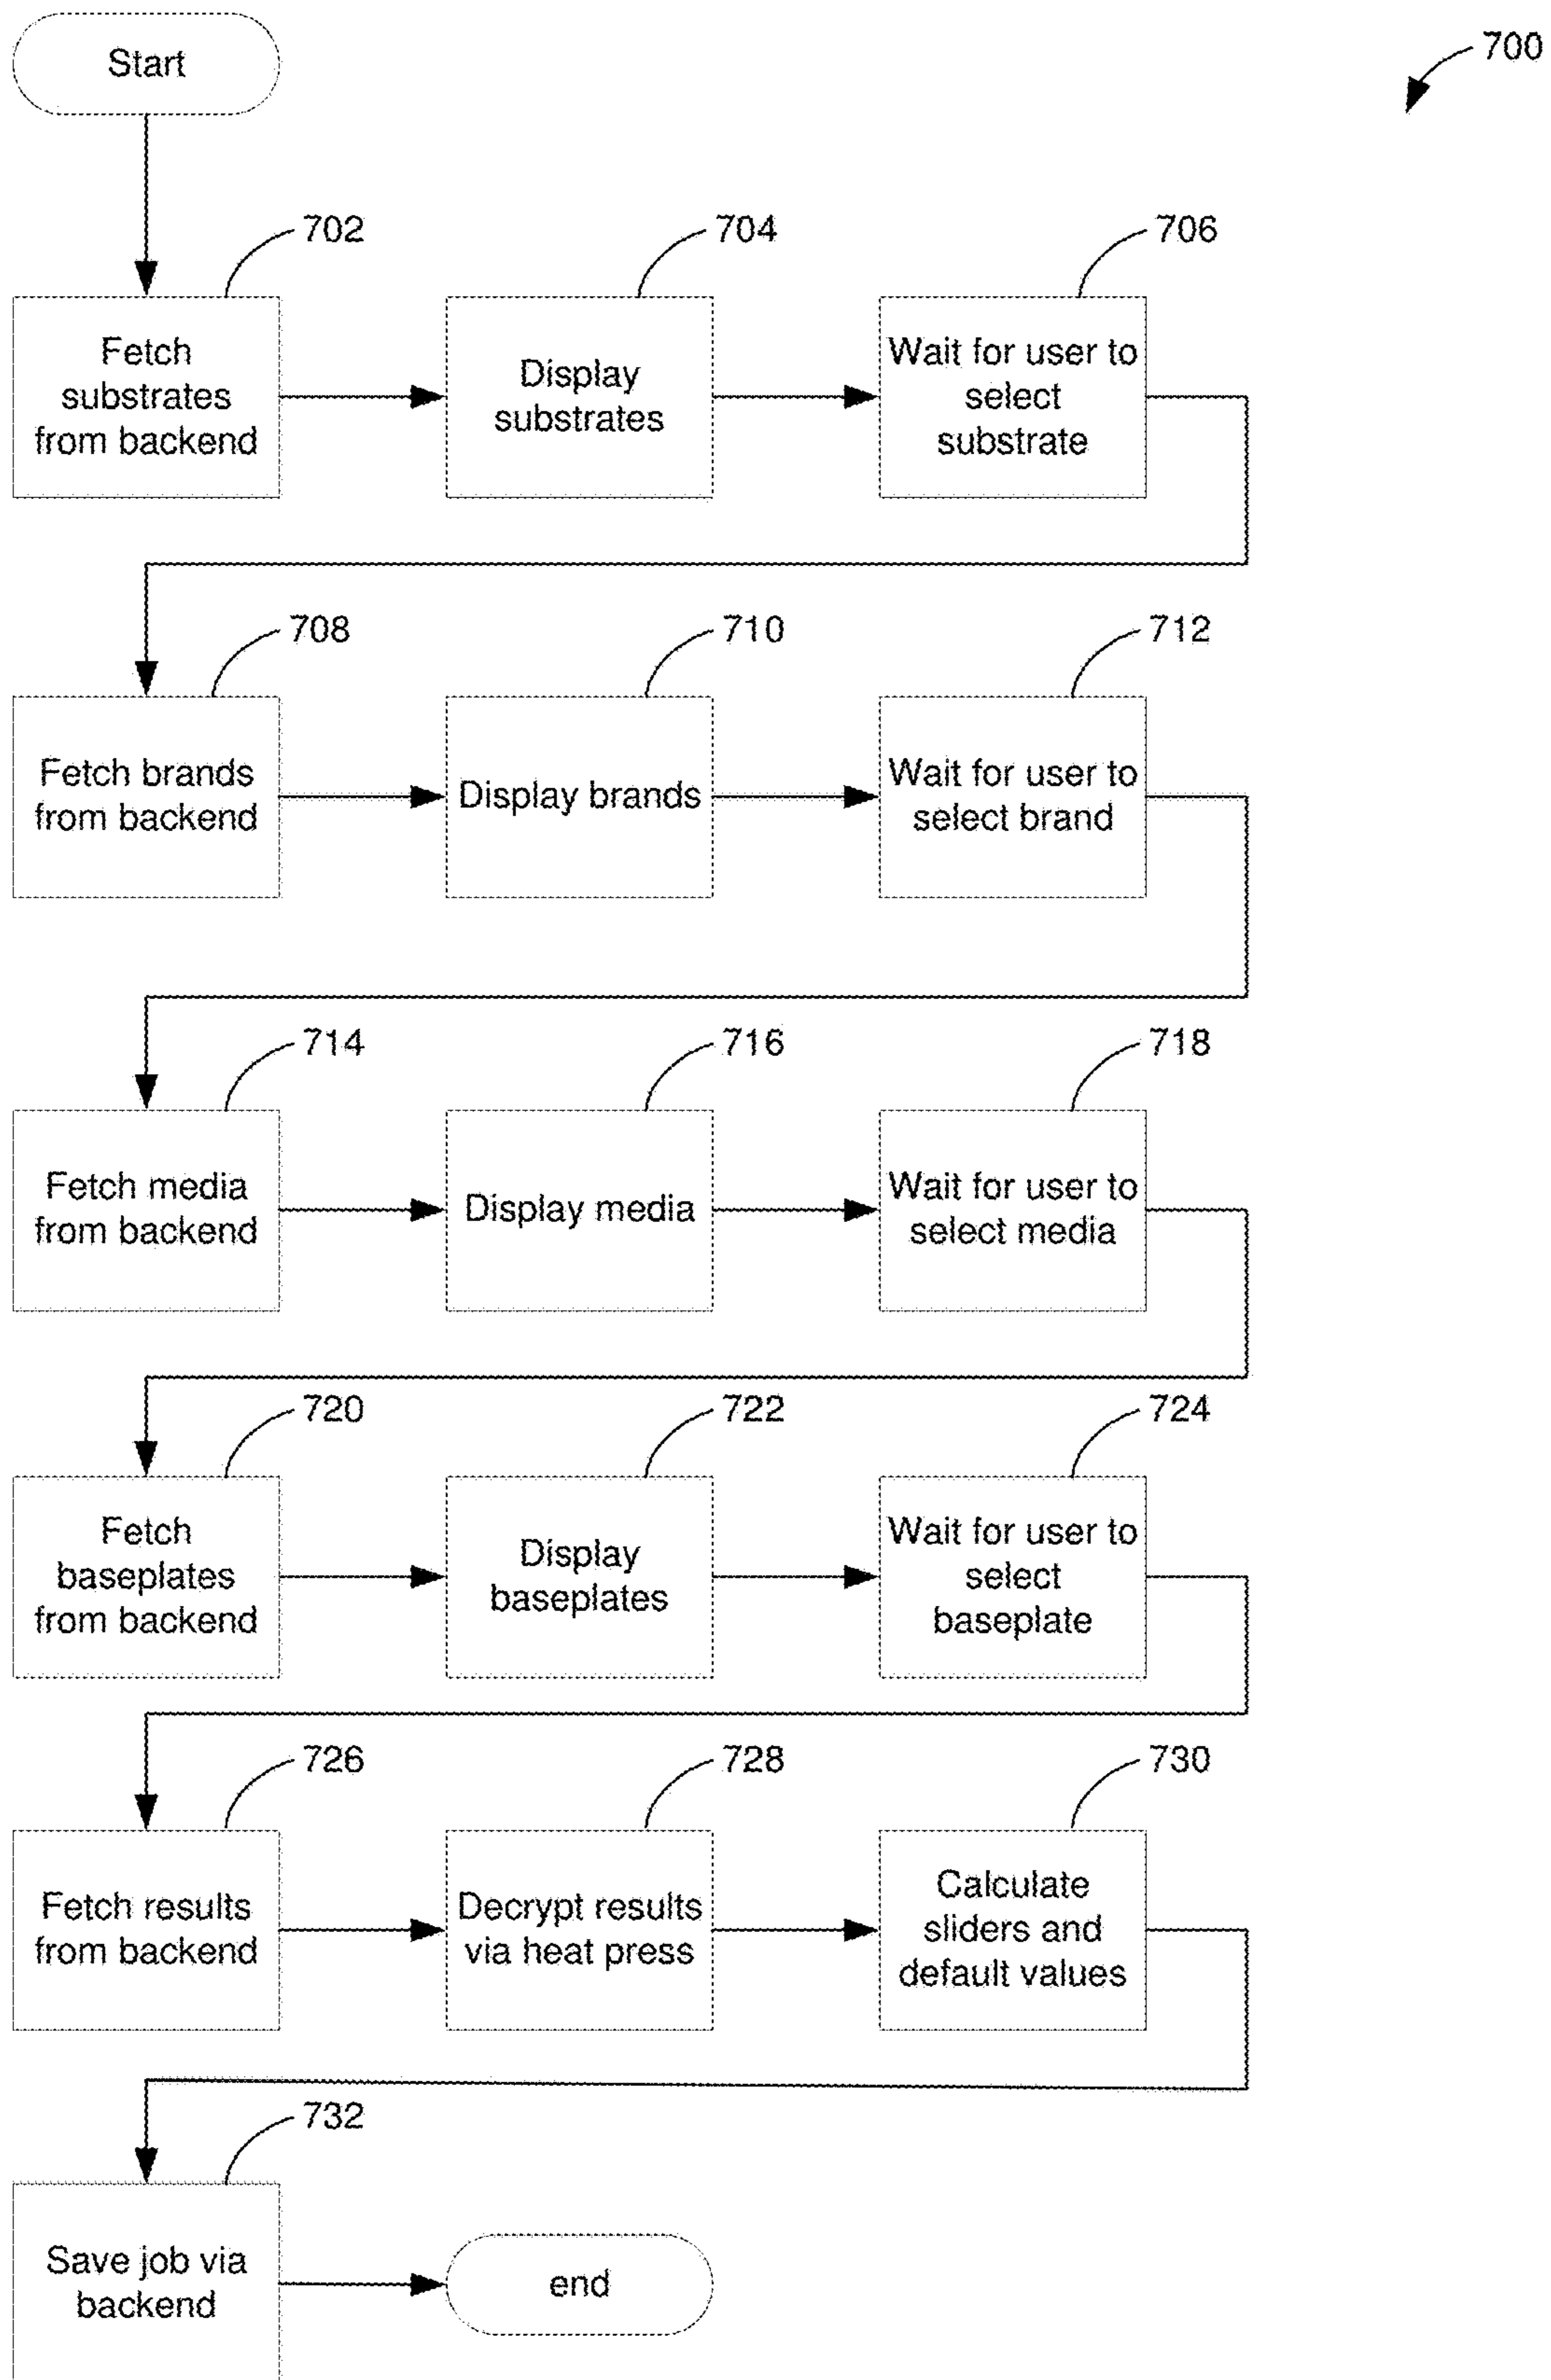 Start
700
702
704
706
Fetch
substrates
from backend
Display
substrates
Wait for user to
select
substrate
708
710
712
Fetch brands
from backend
Display brands
Wait for user to
select brand
714
716
718
Fetch media
from backend
Display media
Wait for user to
select media
720
722
724
Fetch
baseplates
from backend
Display
baseplates
Wait for user to
select
baseplate
726
728
730
Fetch results
from backend
Decrypt results
via heat press
Calculate
sliders and
default values
732
Save job via
backend
end